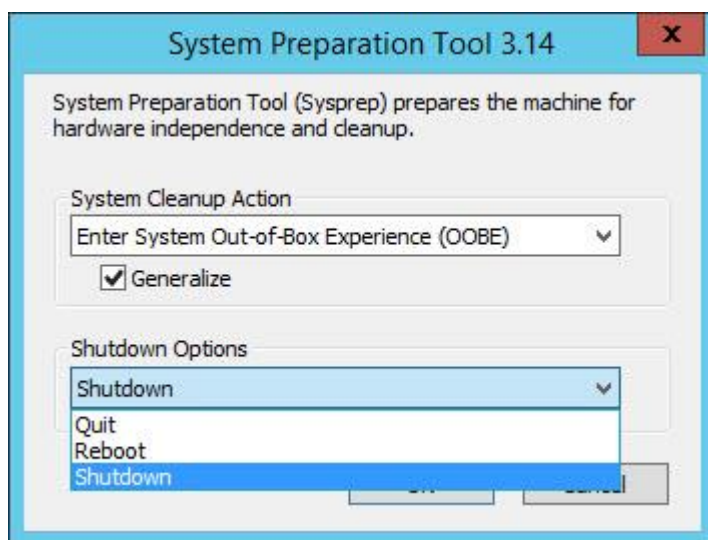 System Preparation Tool 3.14
x
System Preparation Tool (Sysprep) prepares the machine for
hardware independence and cleanup.
System Cleanup Action
Enter System Out-of-Box Experience (OOBE)
Generalize
Shutdown Options
Shutdown
Quit
Reboot
Shutdown